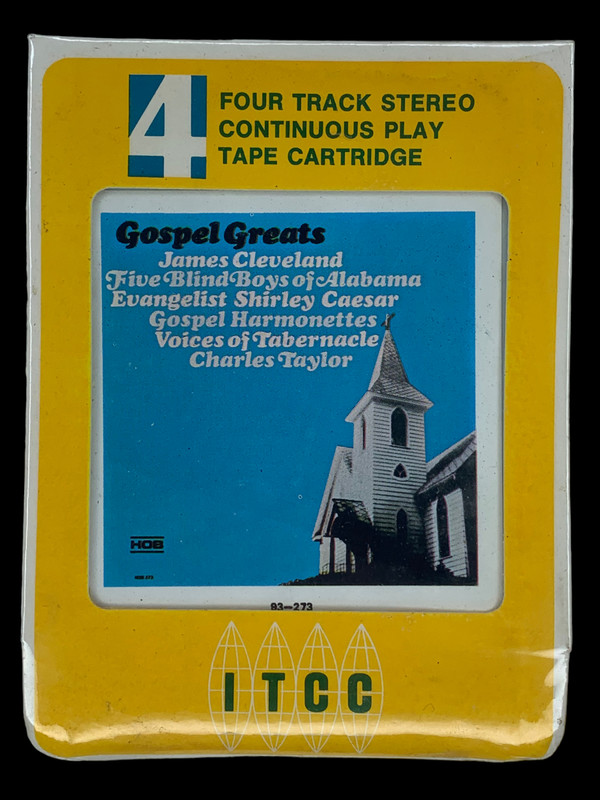 4
FOUR TRACK STEREO
CONTINUOUS PLAY
TAPE CARTRIDGE
Gospel Greats
James Cleveland
Five Blind Boys of Alabama
Evangelist Shirley Caesar
Gospel Harmonettes
Voices of Tabernacle
Charles Taylor
HOB
93-273
ITCC